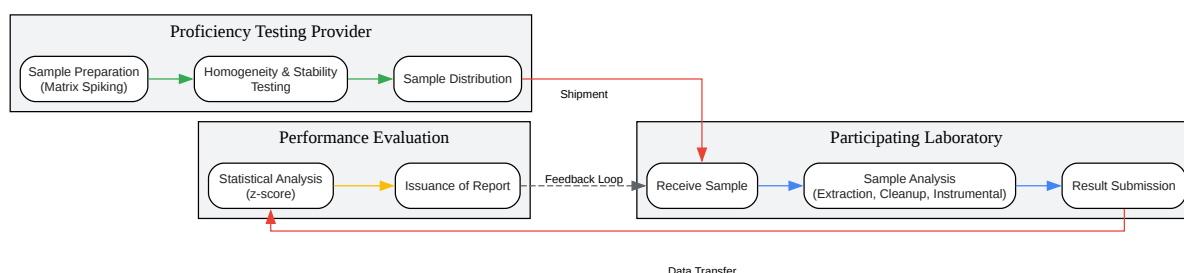 Proficiency Testing Provider
Sample Preparation
(Matrix Spiking)
Homogeneity & Stability
Testing
Sample Distribution
Shipment
Performance Evaluation
Statistical Analysis
(z-score)
Issuance of Report
Feedback Loop
Participating Laboratory
Receive Sample
Sample Analysis
(Extraction, Cleanup, Instrumental)
Result Submission
Data Transfer